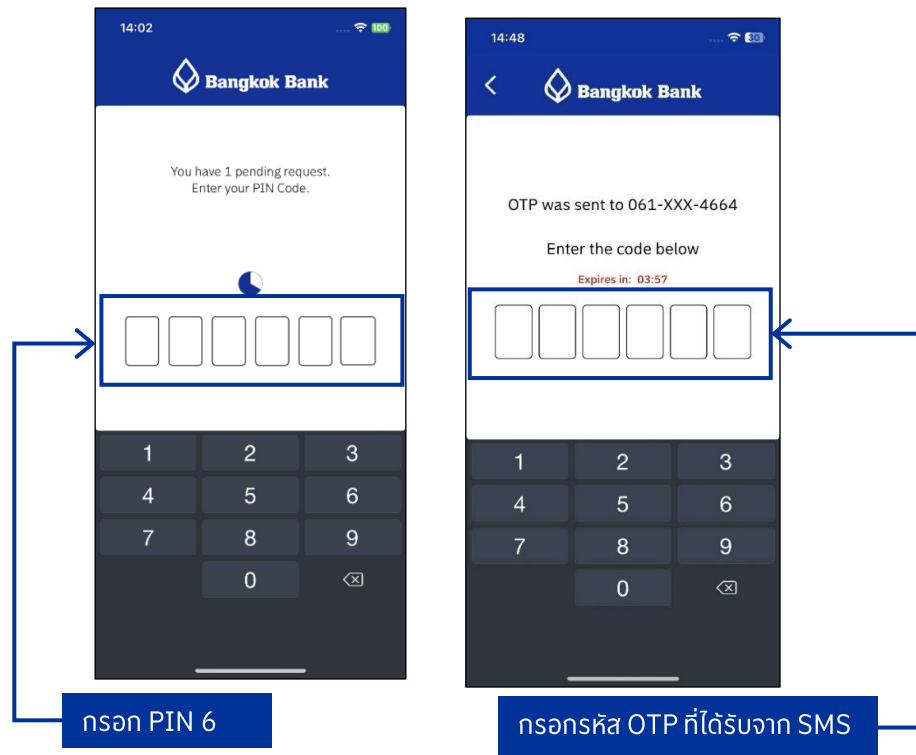 14:02
100
Bangkok Bank
You have 1 pending request.
Enter your PIN Code.
1 2 3
4 5 6
7 8 9
0
กรอก PIN 6
14:48
30
Bangkok Bank
OTP was sent to 061-XXX-4664
Enter the code below
Expires in: 03:57
1 2 3
4 5 6
7 8 9
0
กรอกรหัส OTP ที่ได้รับจาก SMS